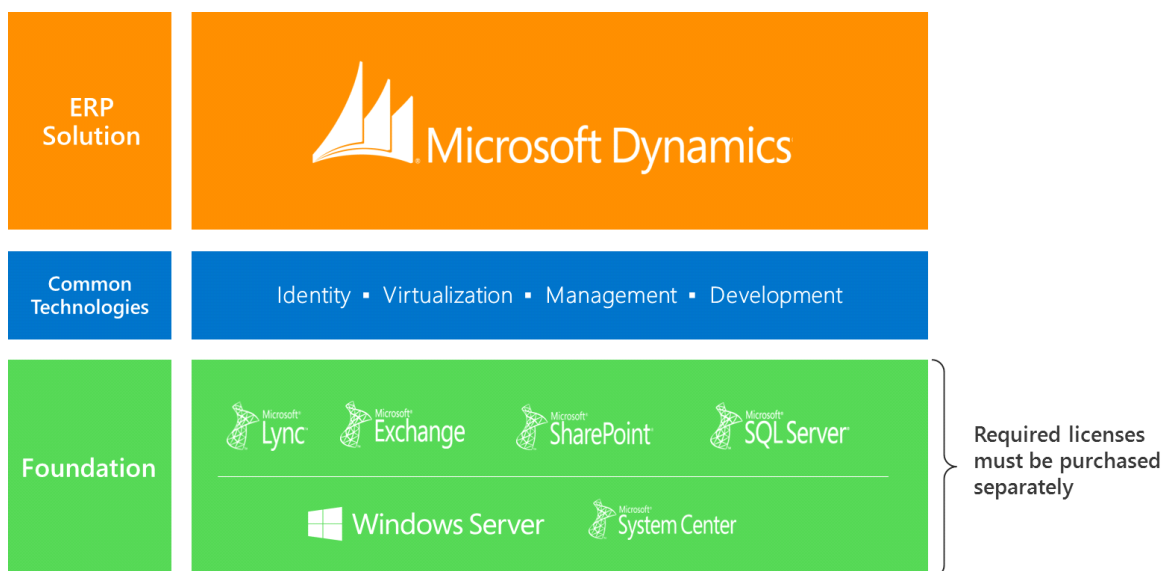 ERP
Solution
Microsoft Dynamics
Common
Technologies
Identity ▪ Virtualization ▪ Management ▪ Development
Foundation
Microsoft®
Lync™
Microsoft®
Exchange
Microsoft®
SharePoint®
Microsoft®
SQL Server®
Windows Server
Microsoft®
System Center
Required licenses
must be purchased
separately